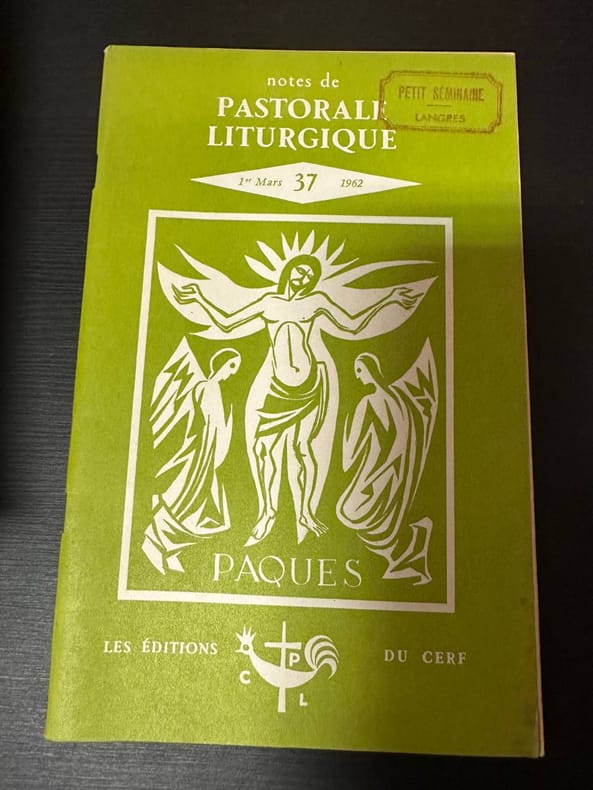 notes de
PASTORALE
LITURGIQUE
PETIT SÉMINAIRE
LANGRES
1er Mars 37 1962
PAQUES
LES ÉDITIONS DU CERF
C P L